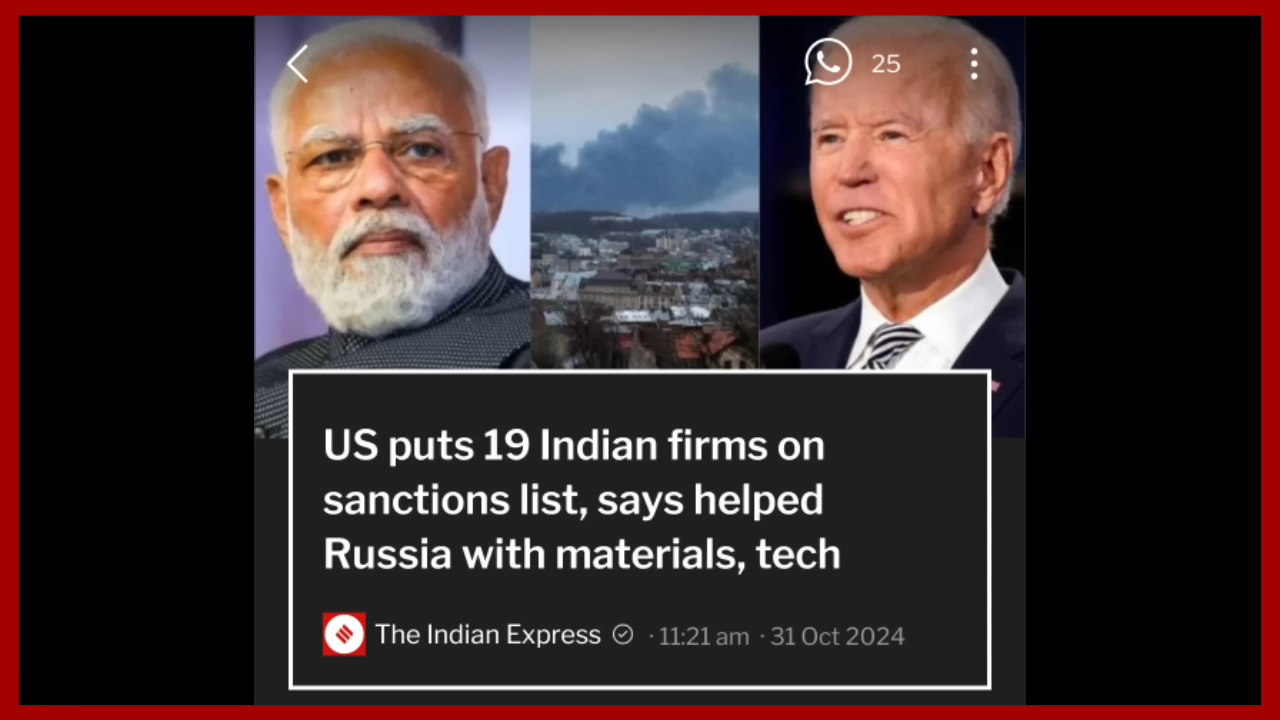 25
US puts 19 Indian firms on
sanctions list, says helped
Russia with materials, tech
The Indian Express · 11:21 am · 31 Oct 2024